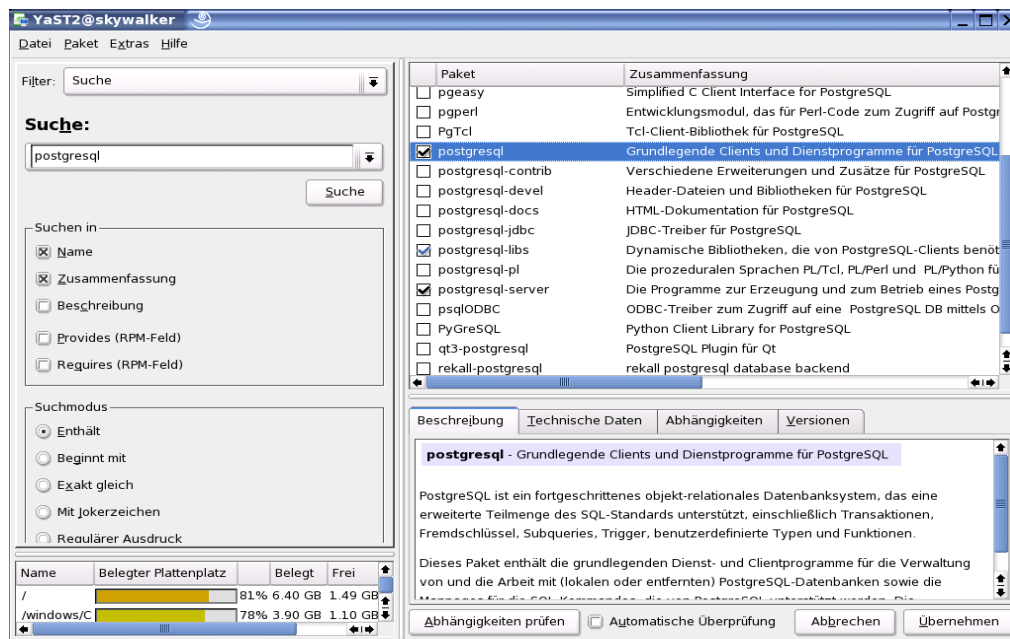 YaST2@skywalker
Datei Paket Extras Hilfe
Filter: Suche
Suche:
postgresql
Suche
Suchen in
Name
Zusammenfassung
Beschreibung
Provides (RPM-Feld)
Requires (RPM-Feld)
Suchmodus
Enthält
Beginnt mit
Exakt gleich
Mit Jokerzeichen
Regulärer Ausdruck
Name Belegter Plattenplatz Belegt Frei
/ 81% 6.40 GB 1.49 GB
/windows/C 78% 3.90 GB 1.10 GB
Paket Zusammenfassung
pgeasy Simplified C Client Interface for PostgreSQL
pgperl Entwicklungsmodul, das für Perl-Code zum Zugriff auf Postgr
PgTcl Tcl-Client-Bibliothek für PostgreSQL
postgresql Grundlegende Clients und Dienstprogramme für PostgreSQL
postgresql-contrib Verschiedene Erweiterungen und Zusätze für PostgreSQL
postgresql-devel Header-Dateien und Bibliotheken für PostgreSQL
postgresql-docs HTML-Dokumentation für PostgreSQL
postgresql-jdbc JDBC-Treiber für PostgreSQL
postgresql-libs Dynamische Bibliotheken, die von PostgreSQL-Clients benöt
postgresql-pl Die prozeduralen Sprachen PL/Tcl, PL/Perl und PL/Python fü
postgresql-server Die Programme zur Erzeugung und zum Betrieb eines Postg
psqlODBC ODBC-Treiber zum Zugriff auf eine PostgreSQL DB mittels O
PyGreSQL Python Client Library for PostgreSQL
qt3-postgresql PostgreSQL Plugin für Qt
rekall-postgresql rekall postgresql database backend
Beschreibung Technische Daten Abhängigkeiten Versionen
postgresql - Grundlegende Clients und Dienstprogramme für PostgreSQL
PostgreSQL ist ein fortgeschrittenes objekt-relationales Datenbanksystem, das eine
erweiterte Teilmenge des SQL-Standards unterstützt, einschließlich Transaktionen,
Fremdschlüssel, Subqueries, Trigger, benutzerdefinierte Typen und Funktionen.
Dieses Paket enthält die grundlegenden Dienst- und Clientprogramme für die Verwaltung
von und die Arbeit mit (lokalen oder entfernten) PostgreSQL-Datenbanken sowie die
Manpages für die SQL-Kommandos, die von PostgreSQL unterstützt werden. Die
Abhängigkeiten prüfen Automatische Überprüfung Abbrechen Übernehmen